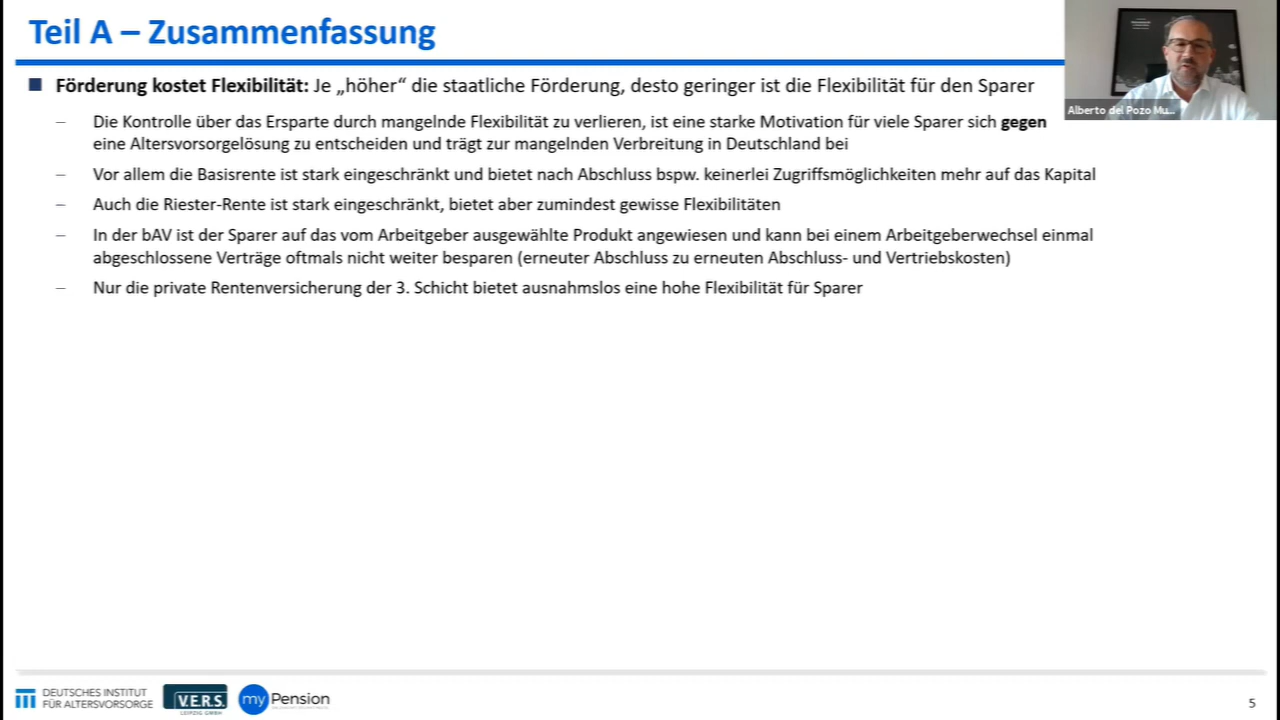 Teil A – Zusammenfassung
Förderung kostet Flexibilität: Je „höher“ die staatliche Förderung, desto geringer ist die Flexibilität für den Sparer
– Die Kontrolle über das Ersparte durch mangelnde Flexibilität zu verlieren, ist eine starke Motivation für viele Sparer sich gegen
eine Altersvorsorgelösung zu entscheiden und trägt zur mangelnden Verbreitung in Deutschland bei
– Vor allem die Basisrente ist stark eingeschränkt und bietet nach Abschluss bspw. keinerlei Zugriffsmöglichkeiten mehr auf das Kapital
– Auch die Riester-Rente ist stark eingeschränkt, bietet aber zumindest gewisse Flexibilitäten
– In der bAV ist der Sparer auf das vom Arbeitgeber ausgewählte Produkt angewiesen und kann bei einem Arbeitgeberwechsel einmal
abgeschlossene Verträge oftmals nicht weiter besparen (erneuter Abschluss zu erneuten Abschluss- und Vertriebskosten)
– Nur die private Rentenversicherung der 3. Schicht bietet ausnahmslos eine hohe Flexibilität für Sparer
Alberto del Pozo Mu...
DEUTSCHES INSTITUT
FÜR ALTERSVORSORGE
V.E.R.S.
LEIPZIG GMBH
myPension
5